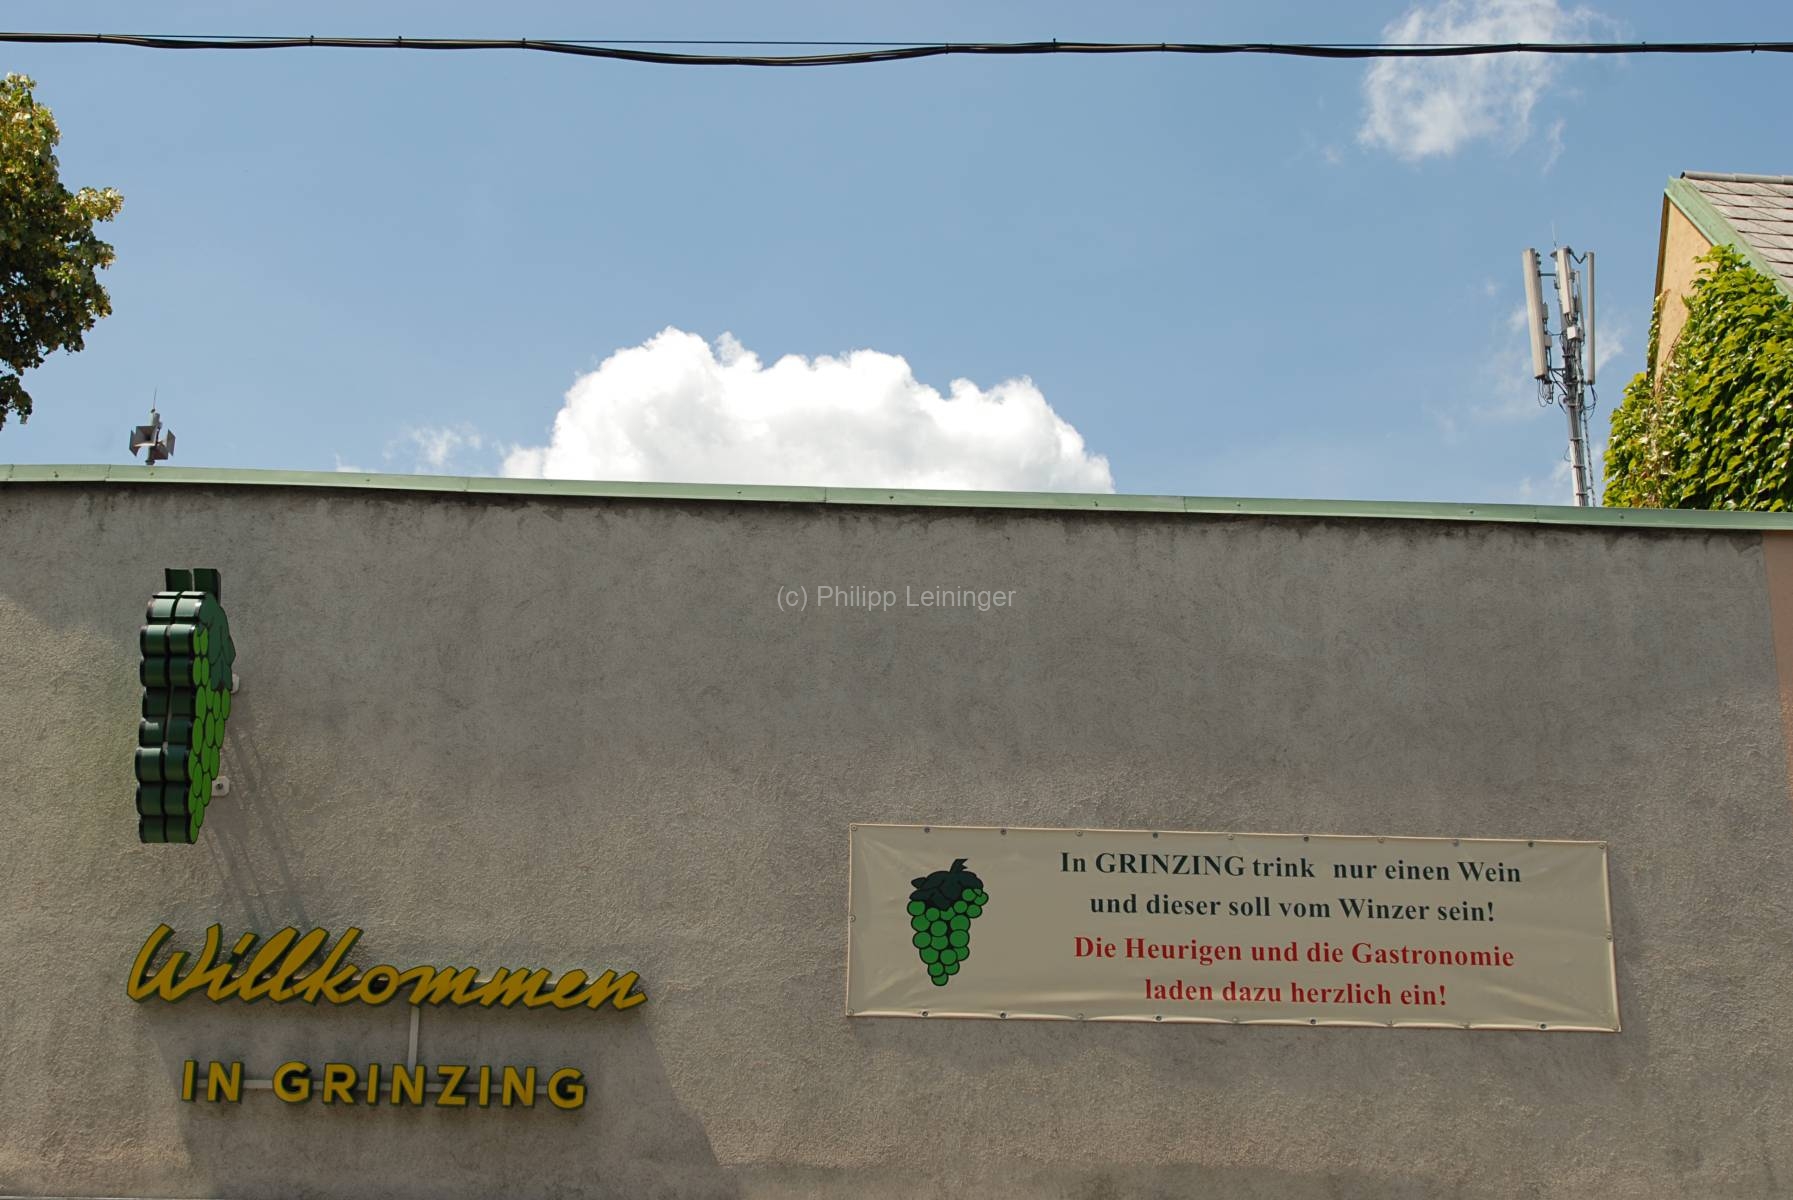 (c) Philipp Leininger
Willkommen
IN GRINZING
In GRINZING trink nur einen Wein
und dieser soll vom Winzer sein!
Die Heurigen und die Gastronomie
laden dazu herzlich ein!